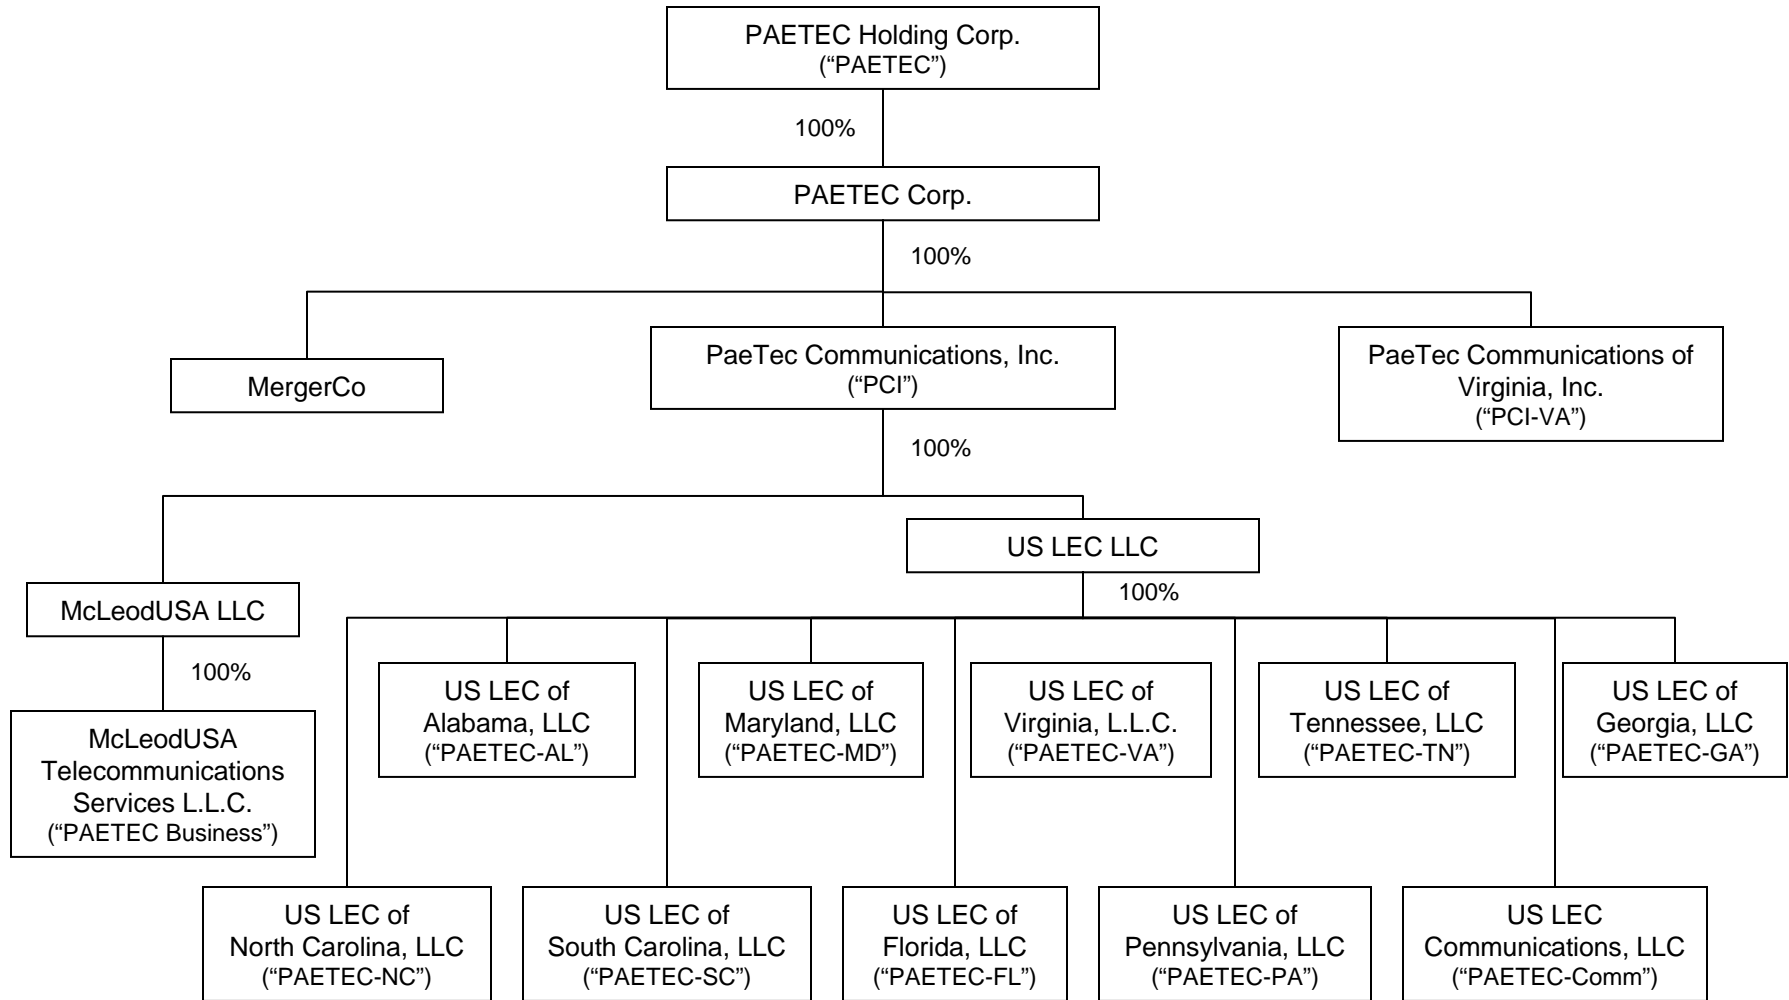 PAETEC Holding Corp.
(“PAETEC”)
100%
PAETEC Corp.
100%
MergerCo
PaeTec Communications, Inc.
(“PCI”)
PaeTec Communications of
Virginia, Inc.
(“PCI-VA”)
100%
US LEC LLC
100%
McLeodUSA LLC
100%
McLeodUSA
Telecommunications
Services L.L.C.
(“PAETEC Business”)
US LEC of
Alabama, LLC
(“PAETEC-AL”)
US LEC of
Maryland, LLC
(“PAETEC-MD”)
US LEC of
Virginia, L.L.C.
(“PAETEC-VA”)
US LEC of
Tennessee, LLC
(“PAETEC-TN”)
US LEC of
Georgia, LLC
(“PAETEC-GA”)
US LEC of
North Carolina, LLC
(“PAETEC-NC”)
US LEC of
South Carolina, LLC
(“PAETEC-SC”)
US LEC of
Florida, LLC
(“PAETEC-FL”)
US LEC of
Pennsylvania, LLC
(“PAETEC-PA”)
US LEC
Communications, LLC
(“PAETEC-Comm”)